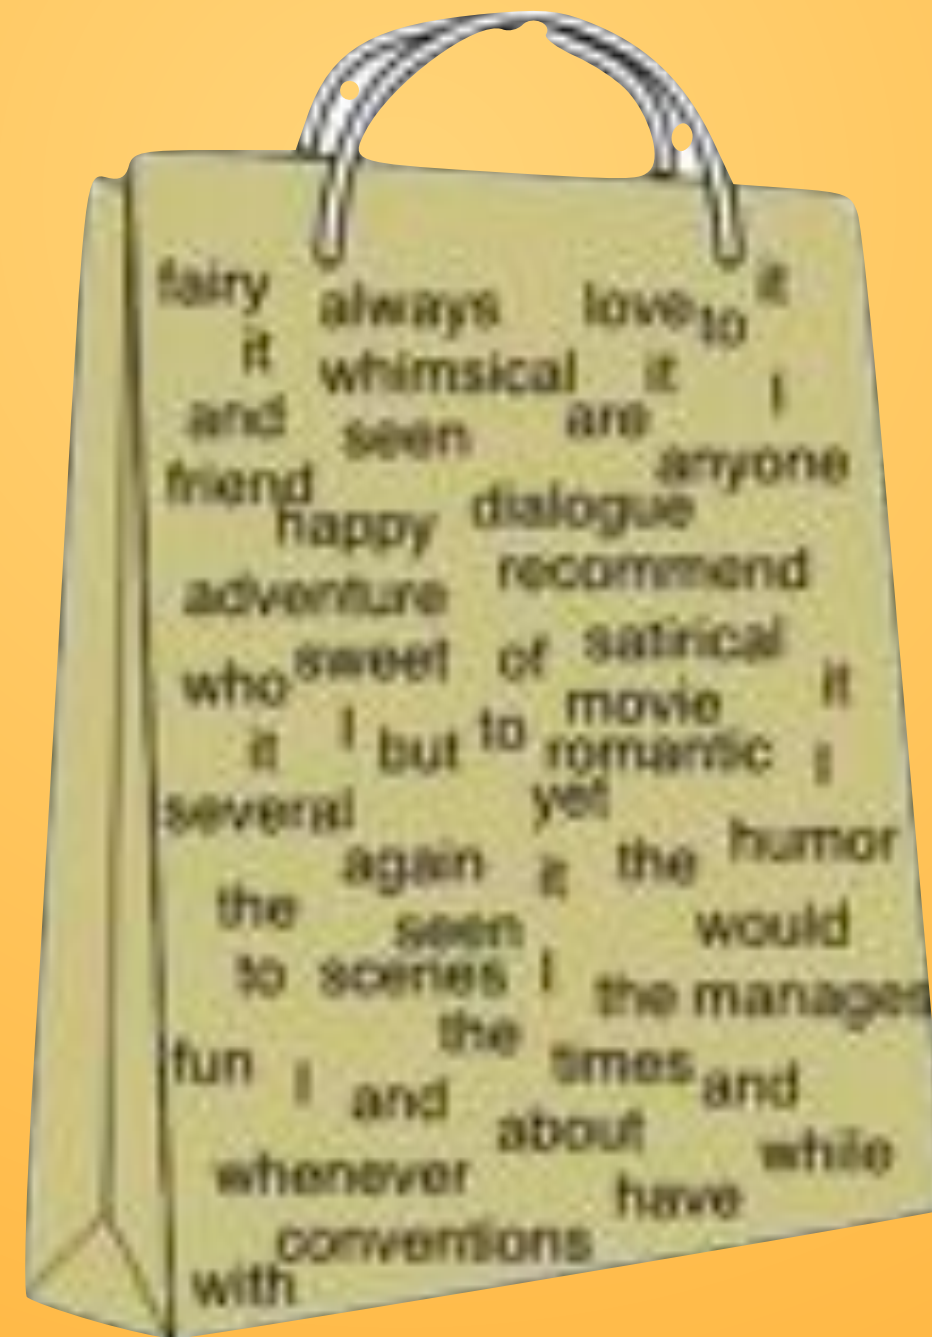 fairy always love to it
it whimsical it I
and seen are
friend anyone
happy dialogue
adventure recommend
who sweet of satirical it
it I but to movie
romantic I
several yet
again it the humor
the seen would
to scenes I the manages
the
fun I and times and
about while
whenever have
conventions
with